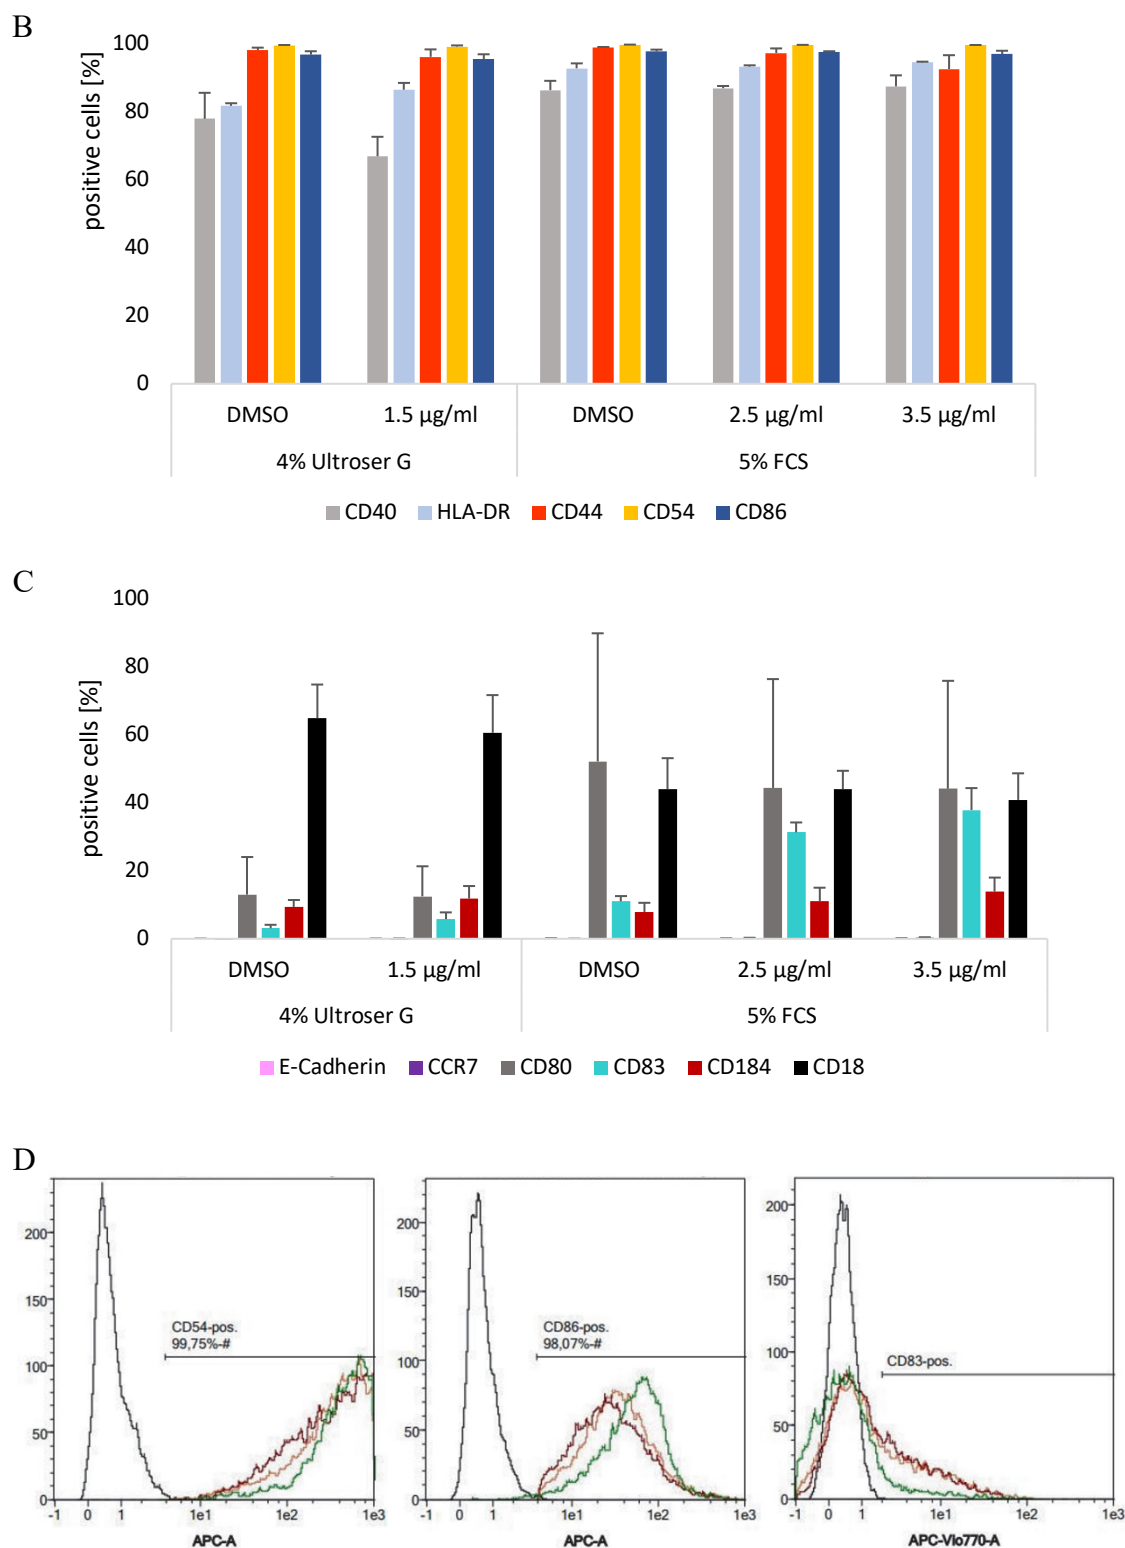 B
positive cells [%]
100
80
60
40
20
0
DMSO 1.5 µg/ml DMSO 2.5 µg/ml 3.5 µg/ml
4% Ultroser G 5% FCS
CD40 HLA-DR CD44 CD54 CD86
C
positive cells [%]
100
80
60
40
20
0
DMSO 1.5 µg/ml DMSO 2.5 µg/ml 3.5 µg/ml
4% Ultroser G 5% FCS
E-Cadherin CCR7 CD80 CD83 CD184 CD18
D
200
150
100
50
0
CD54-pos.
99,75%-#
-1 0 1 1e1 1e2 1e3
APC-A
200
150
100
50
0
CD86-pos.
98,07%-#
-1 0 1 1e1 1e2 1e3
APC-A
200
150
100
50
0
CD83-pos.
-1 0 1 1e1 1e2 1e3
APC-Vio770-A